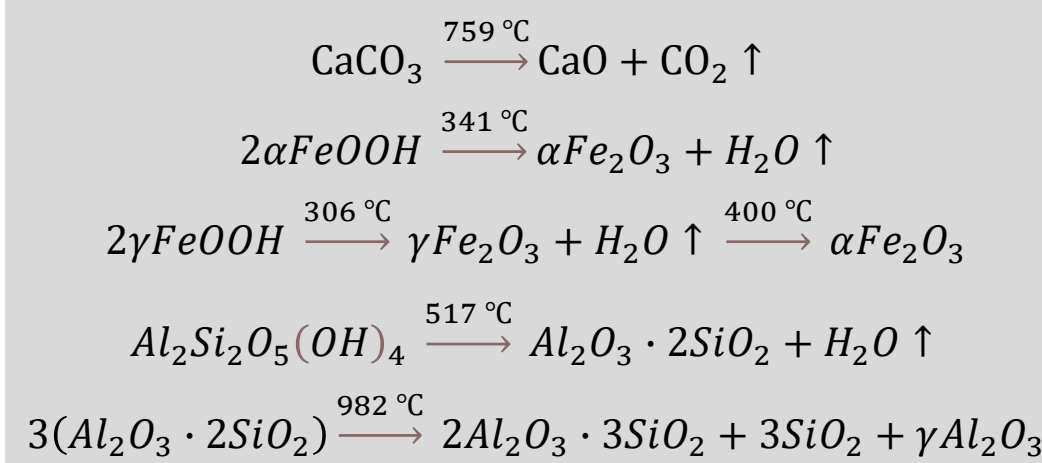 CaCO₃ —759 ℃→ CaO + CO₂ ↑
2αFeOOH —341 ℃→ αFe₂O₃ + H₂O ↑
2γFeOOH —306 ℃→ γFe₂O₃ + H₂O ↑ —400 ℃→ αFe₂O₃
Al₂Si₂O₅(OH)₄ —517 ℃→ Al₂O₃ · 2SiO₂ + H₂O ↑
3(Al₂O₃ · 2SiO₂) —982 ℃→ 2Al₂O₃ · 3SiO₂ + 3SiO₂ + γAl₂O₃